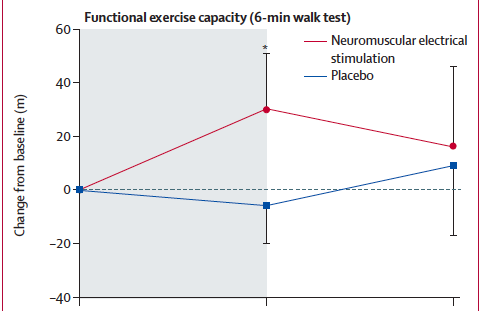 Functional exercise capacity (6-min walk test)
60
40
20
0
−20
−40
Change from baseline (m)
*
Neuromuscular electrical
stimulation
Placebo